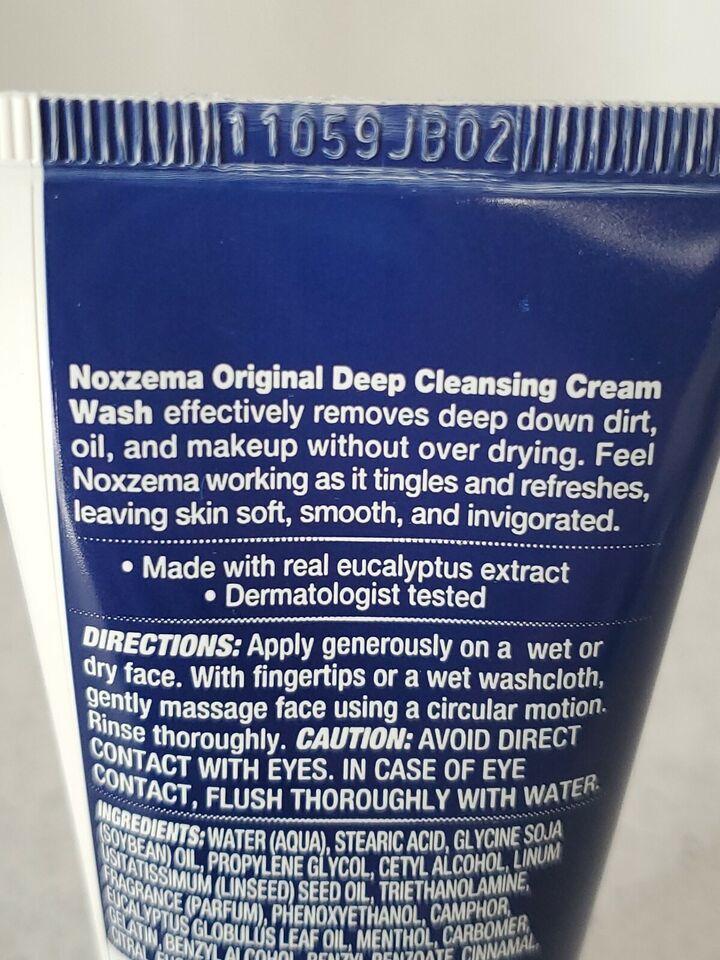 11059JB02
Noxzema Original Deep Cleansing Cream
Wash effectively removes deep down dirt,
oil, and makeup without over drying. Feel
Noxzema working as it tingles and refreshes,
leaving skin soft, smooth, and invigorated.
• Made with real eucalyptus extract
• Dermatologist tested
DIRECTIONS: Apply generously on a wet or
dry face. With fingertips or a wet washcloth,
gently massage face using a circular motion.
Rinse thoroughly. CAUTION: AVOID DIRECT
CONTACT WITH EYES. IN CASE OF EYE
CONTACT, FLUSH THOROUGHLY WITH WATER.
INGREDIENTS: WATER (AQUA), STEARIC ACID, GLYCINE SOJA
(SOYBEAN) OIL, PROPYLENE GLYCOL, CETYL ALCOHOL, LINUM
USITATISSIMUM (LINSEED) SEED OIL, TRIETHANOLAMINE,
FRAGRANCE (PARFUM), PHENOXYETHANOL, CAMPHOR,
EUCALYPTUS GLOBULUS LEAF OIL, MENTHOL, CARBOMER,
GELATIN, BENZYL ALCOHOL, BENZYL BENZOATE, CINNAMAL,
CITRAL,